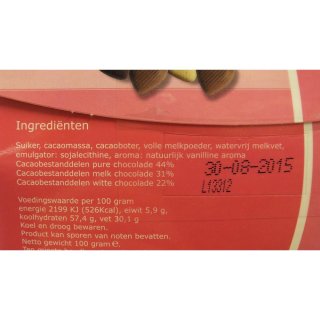 Ingrediënten
Suiker, cacaomassa, cacaoboter, volle melkpoeder, watervrij melkvet,
emulgator: sojalecithine, aroma: natuurlijk vanilline aroma
Cacaobestanddelen pure chocolade 44%
Cacaobestanddelen melk chocolade 31%
Cacaobestanddelen witte chocolade 22%
30-08-2015
L13312
Voedingswaarde per 100 gram
energie 2199 KJ (526Kcal), eiwit 5,9 g,
koolhydraten 57,4 g, vet 30,1 g
Koel en droog bewaren.
Product kan sporen van noten bevatten.
Netto gewicht 100 gram e